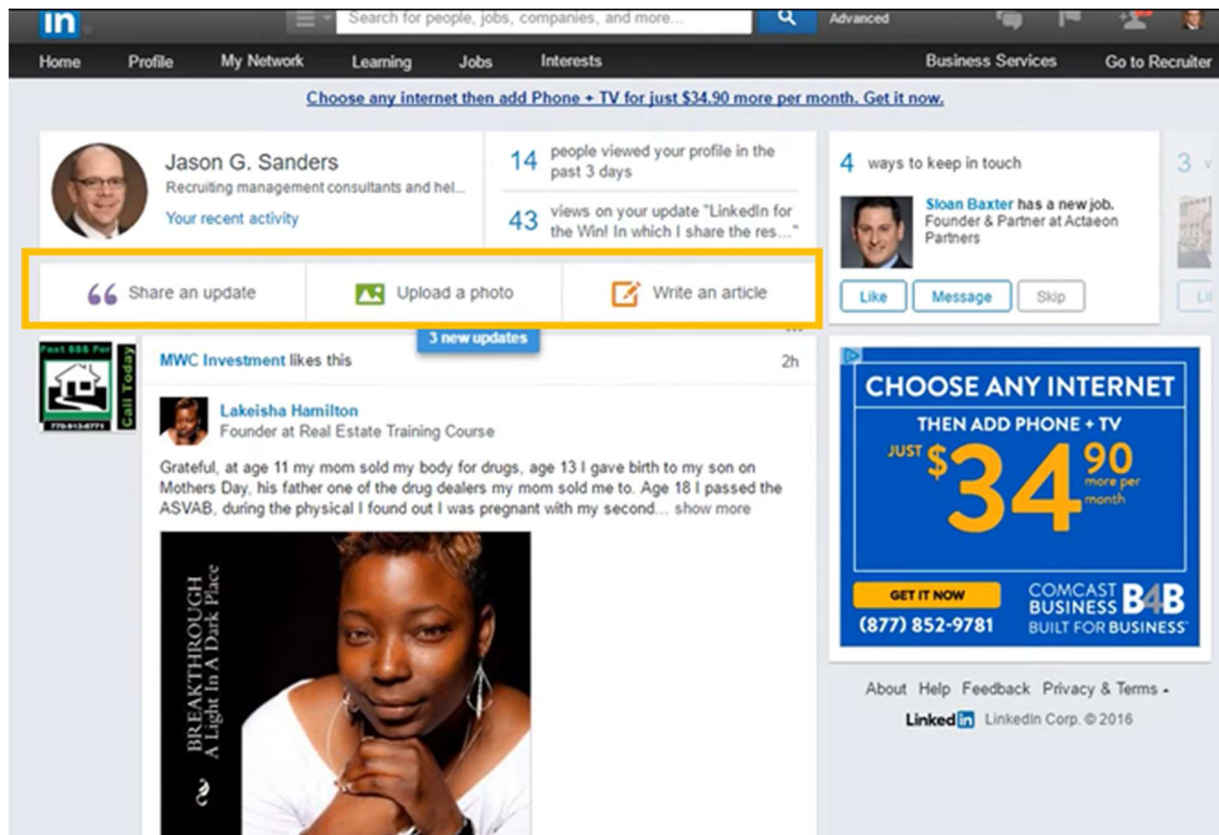 in
Search for people, jobs, companies, and more...
Advanced
Home Profile My Network Learning Jobs Interests Business Services Go to Recruiter
Choose any internet then add Phone + TV for just $34.90 more per month. Get it now.
Jason G. Sanders
Recruiting management consultants and hel...
Your recent activity
14 people viewed your profile in the
past 3 days
43 views on your update "LinkedIn for
the Win! In which I share the res..."
4 ways to keep in touch
Sloan Baxter has a new job.
Founder & Partner at Actaeon
Partners
Like Message Skip
3
Share an update Upload a photo Write an article
3 new updates
Fast $$$ For
Call Today
770-913-6771
MWC Investment likes this
2h
Lakeisha Hamilton
Founder at Real Estate Training Course
Grateful, at age 11 my mom sold my body for drugs, age 13 I gave birth to my son on
Mothers Day, his father one of the drug dealers my mom sold me to. Age 18 I passed the
ASVAB, during the physical I found out I was pregnant with my second... show more
BREAKTHROUGH
A Light In A Dark Place
CHOOSE ANY INTERNET
THEN ADD PHONE + TV
JUST $34.90 more per
month
GET IT NOW
(877) 852-9781
COMCAST
BUSINESS B4B
BUILT FOR BUSINESS
About Help Feedback Privacy & Terms
Linked in LinkedIn Corp. © 2016